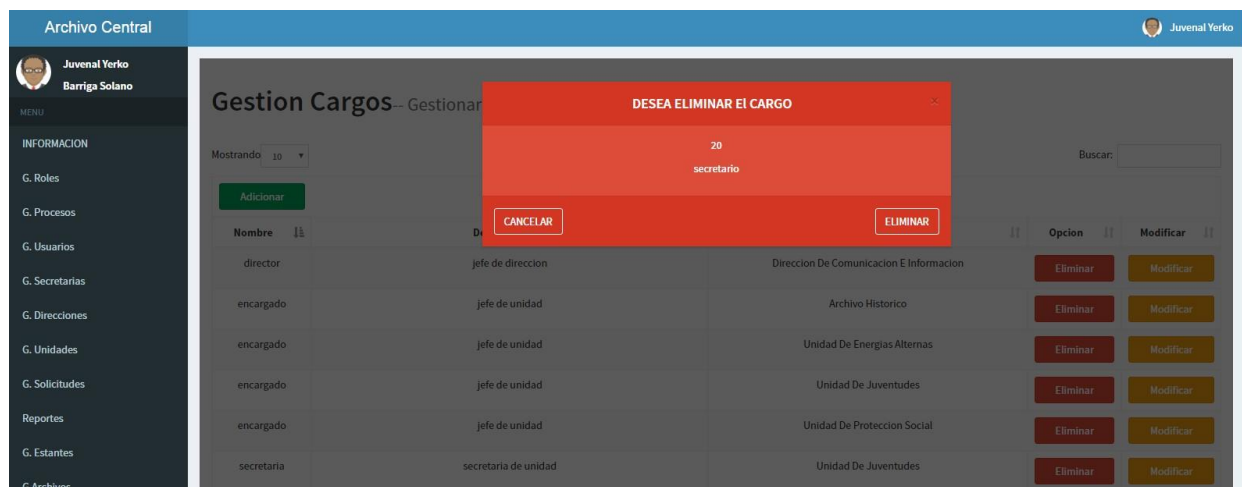 Archivo Central
Juvenal Yerko
Juvenal Yerko
Barriga Solano
MENU
INFORMACION
G. Roles
G. Procesos
G. Usuarios
G. Secretarias
G. Direcciones
G. Unidades
G. Solicitudes
Reportes
G. Estantes
G Archivos
Gestion Cargos-- Gestionar
DESEA ELIMINAR El CARGO ×
20
secretario
CANCELAR ELIMINAR
Mostrando 10 Buscar:
Adicionar
Nombre De Opcion Modificar
director jefe de direccion Direccion De Comunicacion E Informacion Eliminar Modificar
encargado jefe de unidad Archivo Historico Eliminar Modificar
encargado jefe de unidad Unidad De Energias Alternas Eliminar Modificar
encargado jefe de unidad Unidad De Juventudes Eliminar Modificar
encargado jefe de unidad Unidad De Proteccion Social Eliminar Modificar
secretaria secretaria de unidad Unidad De Juventudes Eliminar Modificar